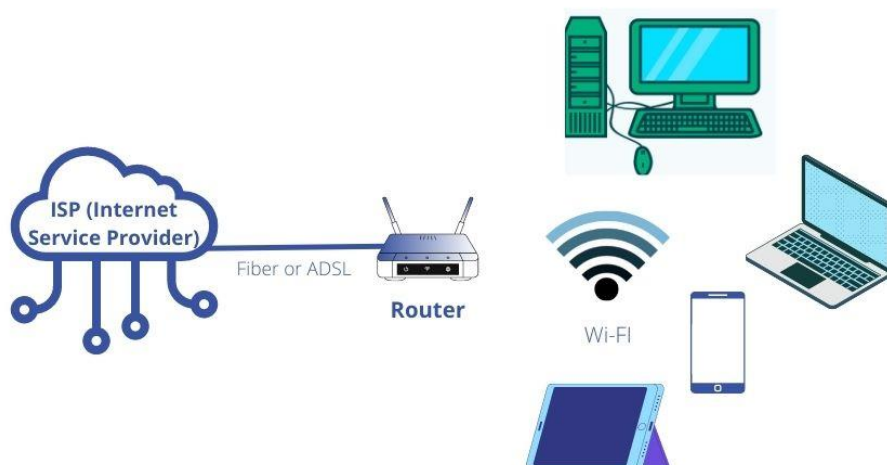 ISP (Internet
Service Provider)
Fiber or ADSL
Router
Wi-FI